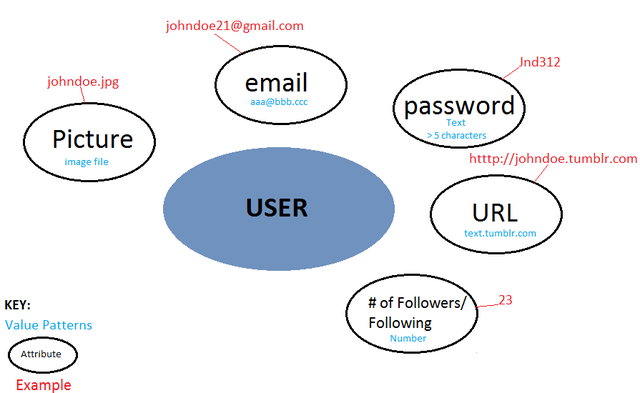 johndoe21@gmail.com
email
aaa@bbb.ccc
johndoe.jpg
Picture
image file
Jnd312
password
Text
> 5 characters
htttp://johndoe.tumblr.com
URL
text.tumblr.com
USER
# of Followers/
Following
Number
23
KEY:
Value Patterns
Attribute
Example